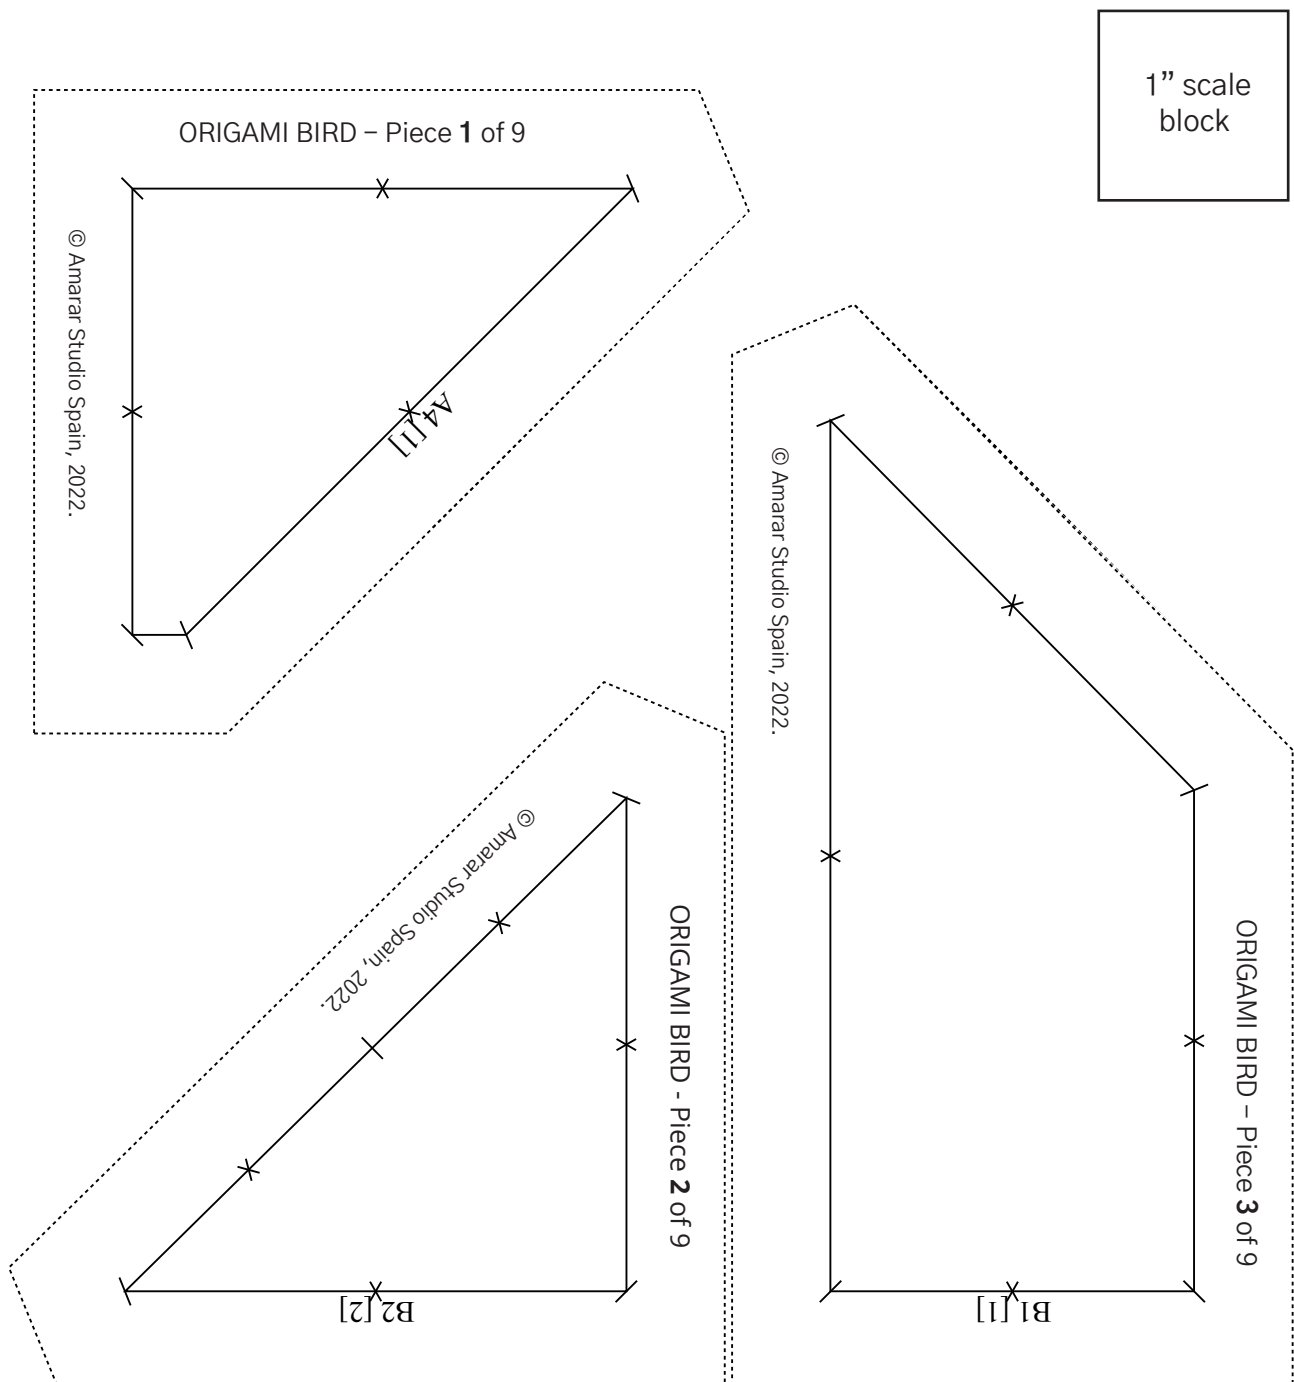 1” scale
block
ORIGAMI BIRD – Piece 1 of 9
© Amarar Studio Spain, 2022.
A4 [1]
© Amarar Studio Spain, 2022.
ORIGAMI BIRD - Piece 2 of 9
B2 [2]
© Amarar Studio Spain, 2022.
ORIGAMI BIRD – Piece 3 of 9
B1 [1]